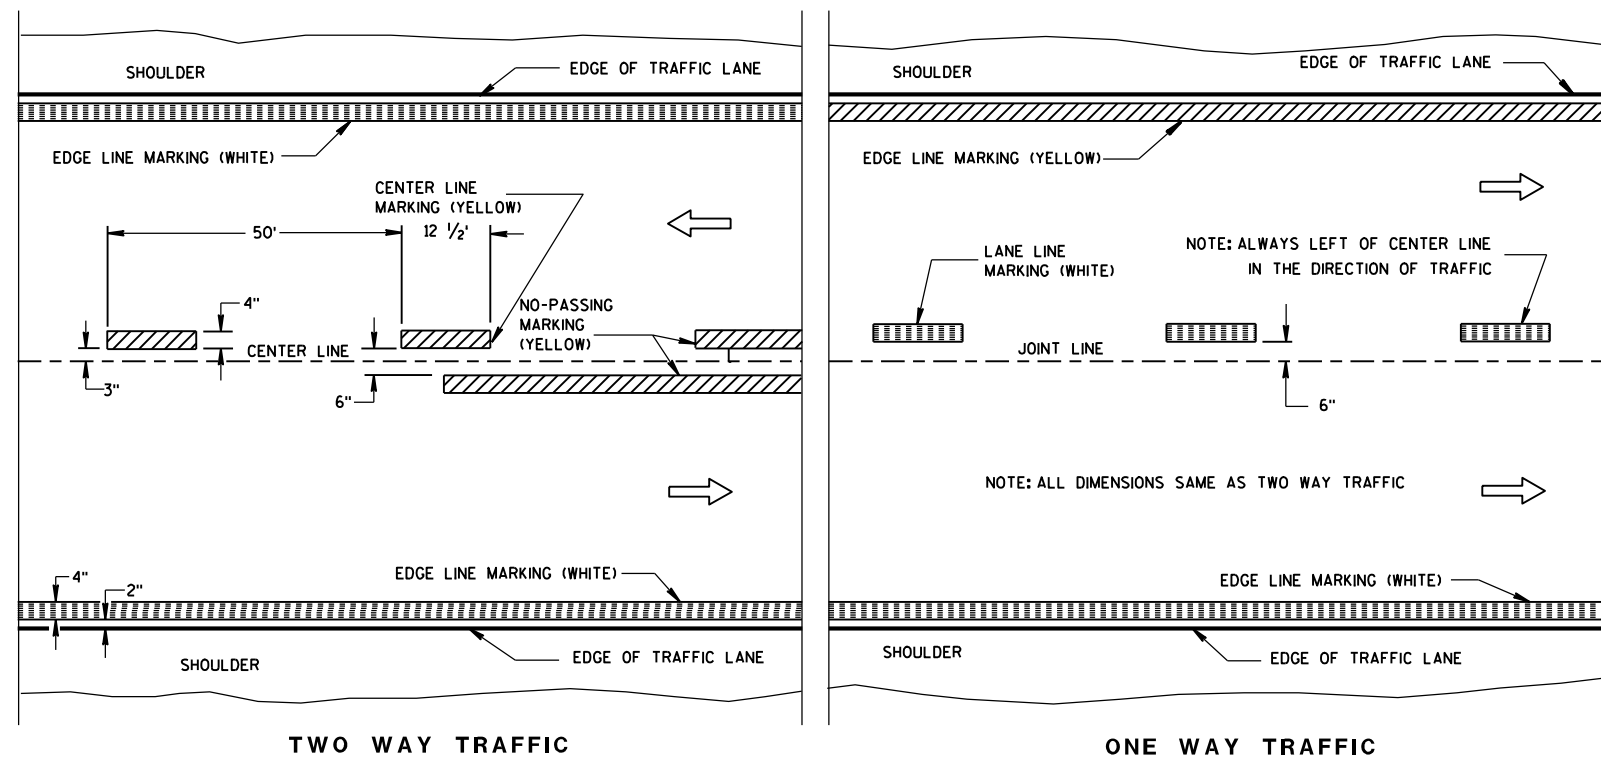 SHOULDER
EDGE OF TRAFFIC LANE
EDGE LINE MARKING (WHITE)
CENTER LINE
MARKING (YELLOW)
50'
12 ½'
4"
NO-PASSING
MARKING
(YELLOW)
CENTER LINE
3"
6"
4"
2"
EDGE LINE MARKING (WHITE)
SHOULDER
EDGE OF TRAFFIC LANE
TWO WAY TRAFFIC
SHOULDER
EDGE OF TRAFFIC LANE
EDGE LINE MARKING (YELLOW)
LANE LINE
MARKING (WHITE)
NOTE: ALWAYS LEFT OF CENTER LINE
IN THE DIRECTION OF TRAFFIC
JOINT LINE
6"
NOTE: ALL DIMENSIONS SAME AS TWO WAY TRAFFIC
EDGE LINE MARKING (WHITE)
SHOULDER
EDGE OF TRAFFIC LANE
ONE WAY TRAFFIC